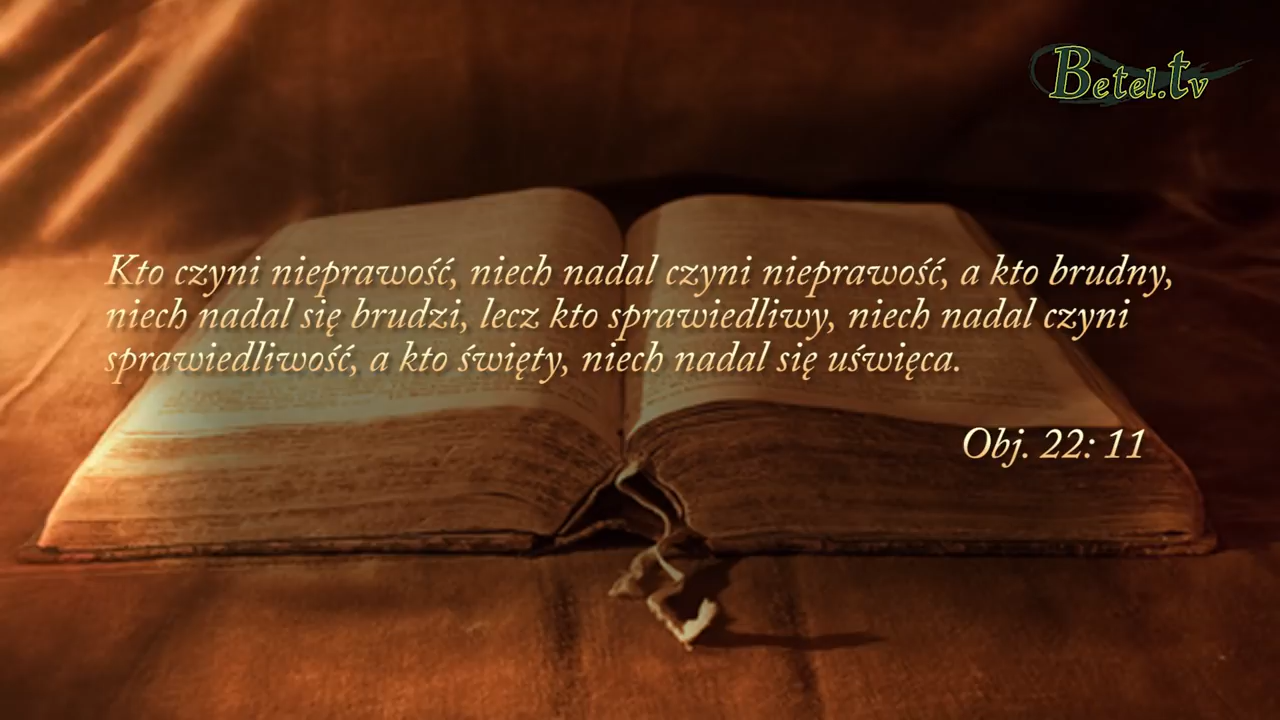 Betel.tv
Kto czyni nieprawość, niech nadal czyni nieprawość, a kto brudny,
niech nadal się brudzi, lecz kto sprawiedliwy, niech nadal czyni
sprawiedliwość, a kto święty, niech nadal się uświęca.
Obj. 22: 11